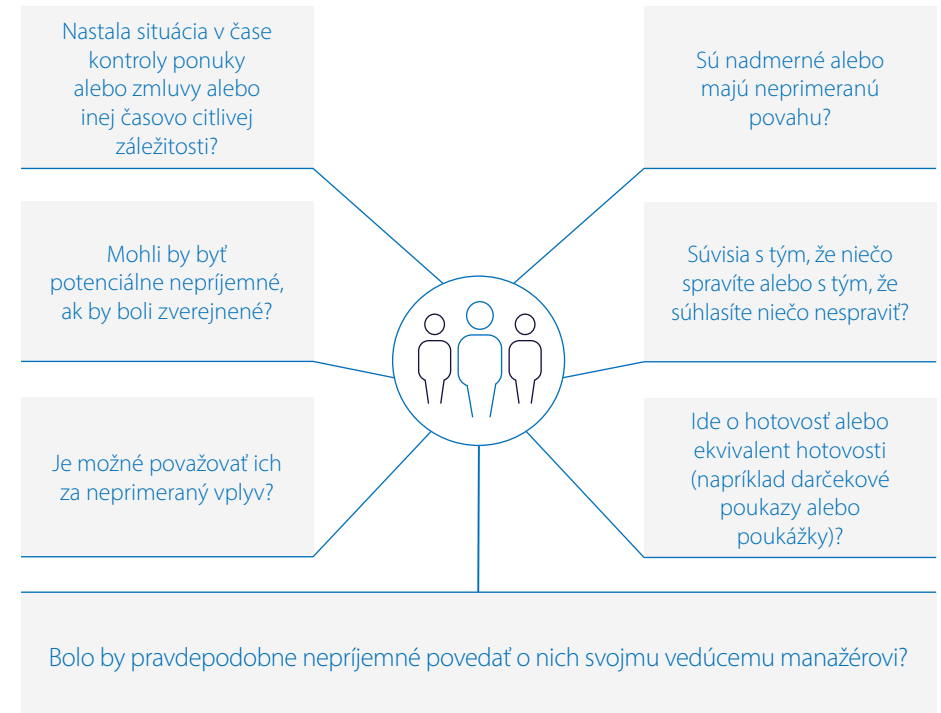 Nastala situácia v čase
kontroly ponuky
alebo zmluvy alebo
inej časovo citlivej
záležitosti?
Sú nadmerné alebo
majú neprimeranú
povahu?
Mohli by byť
potenciálne nepríjemné,
ak by boli zverejnené?
Súvisia s tým, že niečo
spravíte alebo s tým, že
súhlasíte niečo nespraviť?
Je možné považovať ich
za neprimeraný vplyv?
Ide o hotovosť alebo
ekvivalent hotovosti
(napríklad darčekové
poukazy alebo
poukážky)?
Bolo by pravdepodobne nepríjemné povedať o nich svojmu vedúcemu manažérovi?